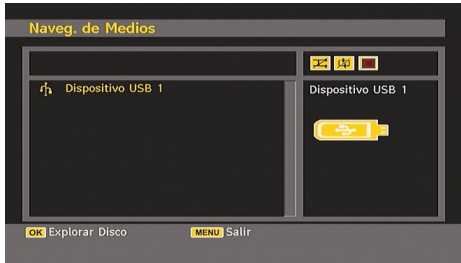 Naveg. de Medios
Dispositivo USB 1
Dispositivo USB 1
OK Explorar Disco
MENU Salir